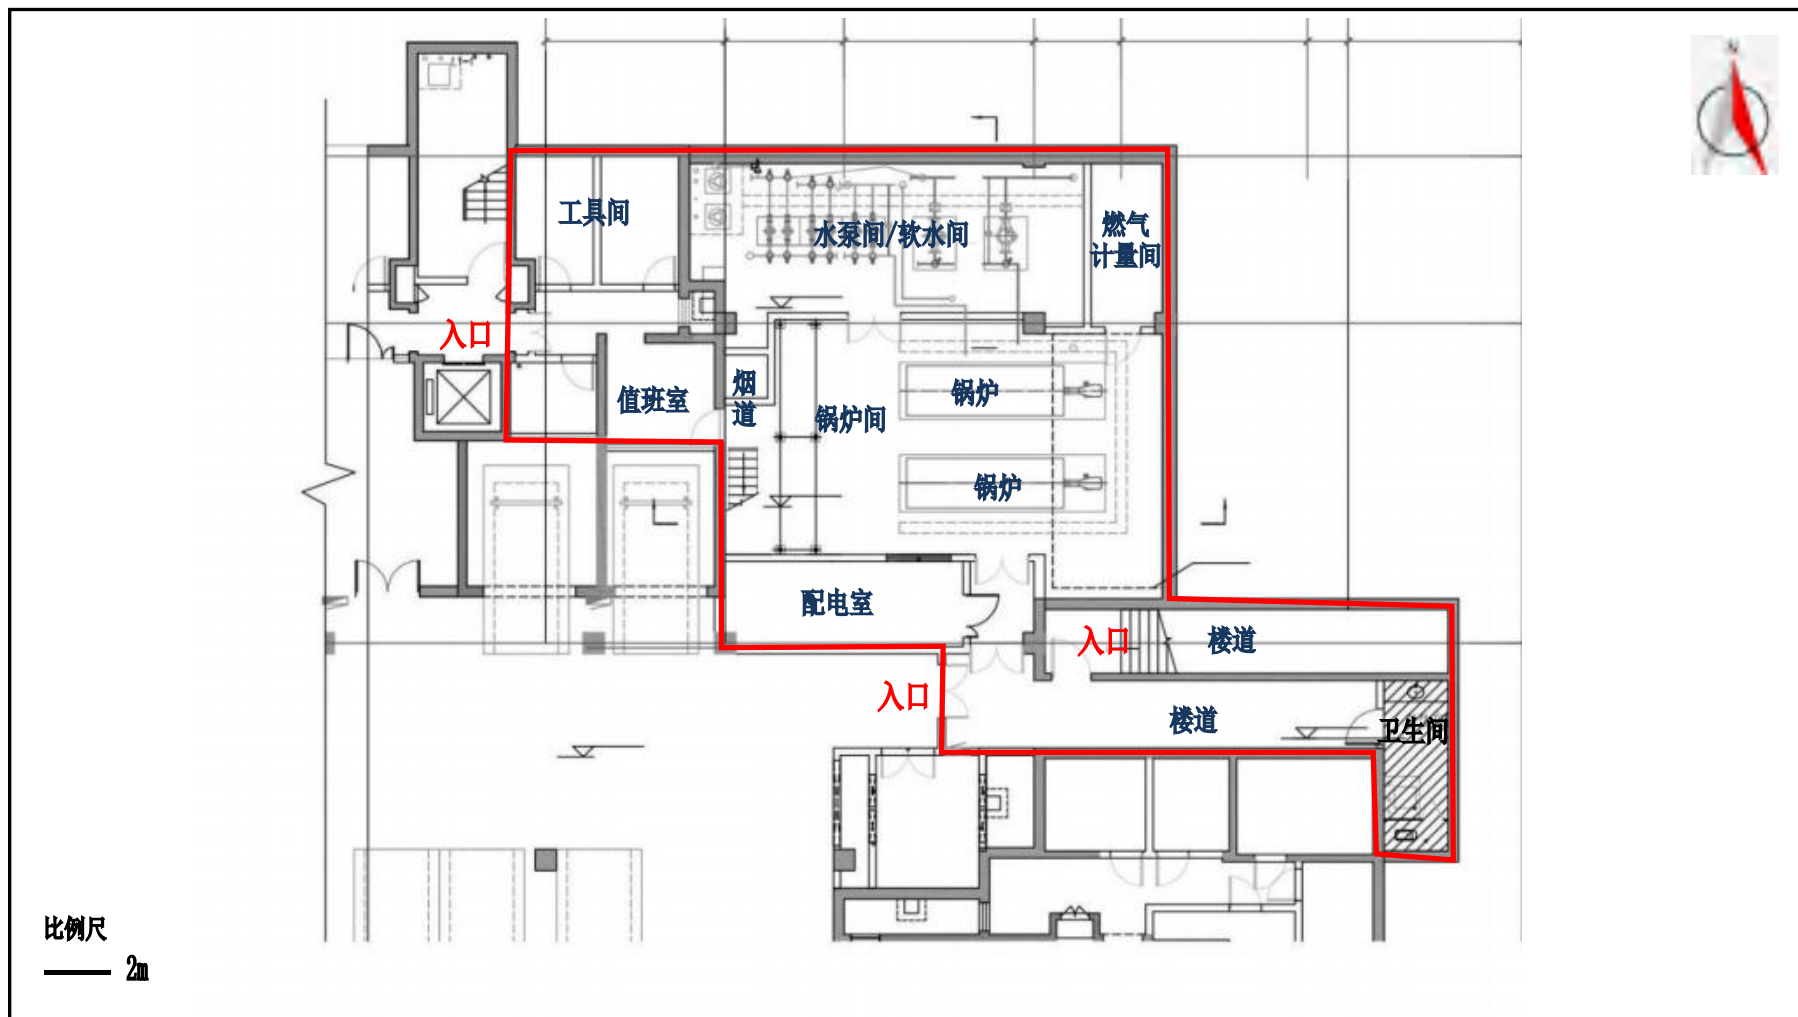 N
工具间
水泵间/软水间
燃气
计量间
入口
值班室
烟
道
锅炉间
锅炉
锅炉
配电室
入口
楼道
入口
楼道
卫生间
比例尺
2m